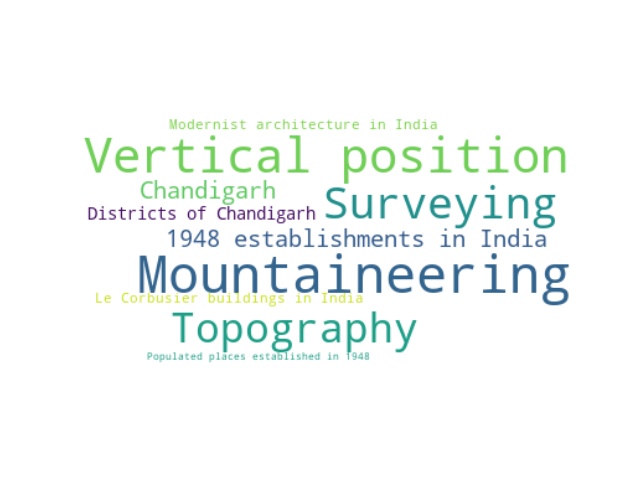 Modernist architecture in India
Vertical position
Chandigarh
Surveying
Districts of Chandigarh
1948 establishments in India
Mountaineering
Le Corbusier buildings in India
Topography
Populated places established in 1948